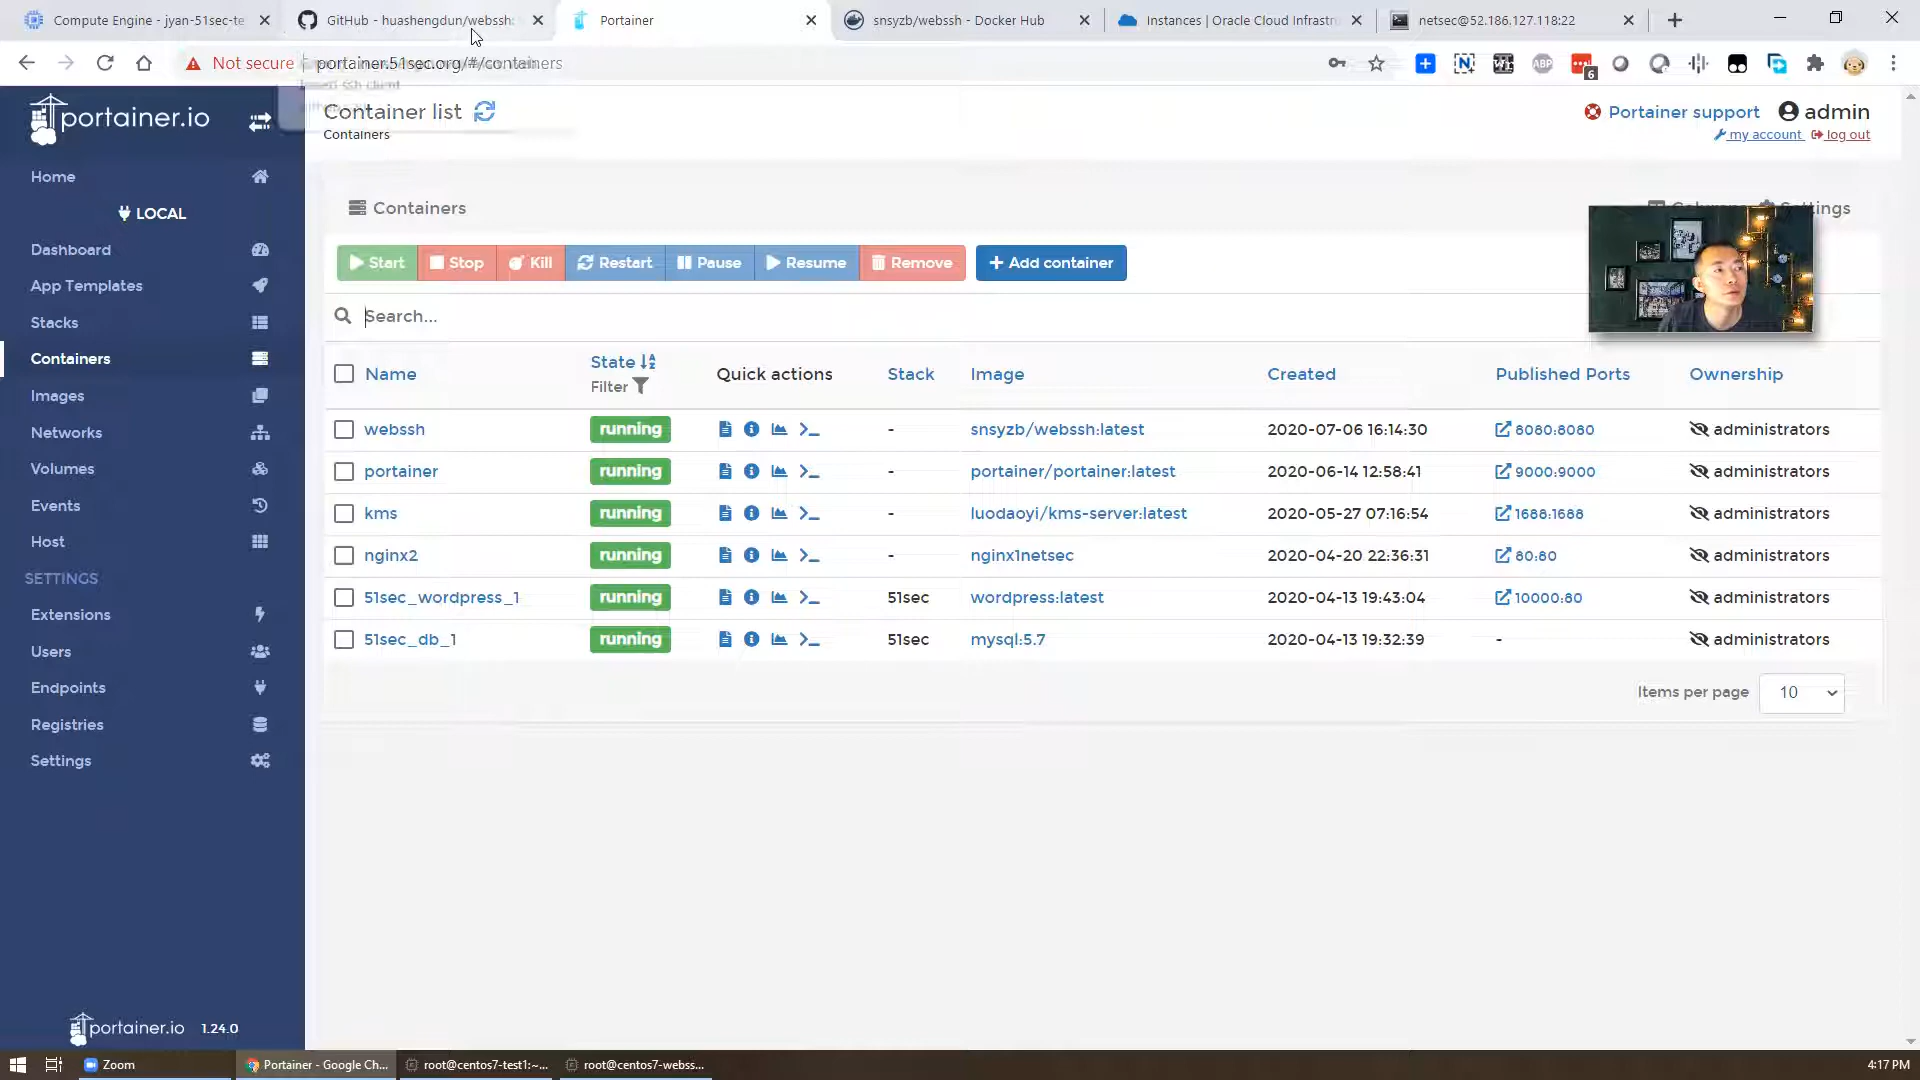 Compute Engine - jyan-51sec-te
GitHub - huashengdun/webssh:
Portainer
snsyzb/webssh - Docker Hub
Instances | Oracle Cloud Infrastr
netsec@52.186.127.118:22
Not secure
portainer.51sec.org/#/containers
6
portainer.io
Container list
Containers
Portainer support
admin
my account
log out
Home
LOCAL
Dashboard
App Templates
Stacks
Containers
Images
Networks
Volumes
Events
Host
SETTINGS
Extensions
Users
Endpoints
Registries
Settings
portainer.io 1.24.0
Containers
Columns Settings
Start Stop Kill Restart Pause Resume Remove Add container
Search...
Name State Filter Quick actions Stack Image Created Published Ports Ownership
webssh running - snsyzb/webssh:latest 2020-07-06 16:14:30 8080:8080 administrators
portainer running - portainer/portainer:latest 2020-06-14 12:58:41 9000:9000 administrators
kms running - luodaoyi/kms-server:latest 2020-05-27 07:16:54 1688:1688 administrators
nginx2 running - nginx1netsec 2020-04-20 22:36:31 80:80 administrators
51sec_wordpress_1 running 51sec wordpress:latest 2020-04-13 19:43:04 10000:80 administrators
51sec_db_1 running 51sec mysql:5.7 2020-04-13 19:32:39 - administrators
Items per page 10
Zoom
Portainer - Google Ch...
root@centos7-test1:~...
root@centos7-webss...
4:17 PM